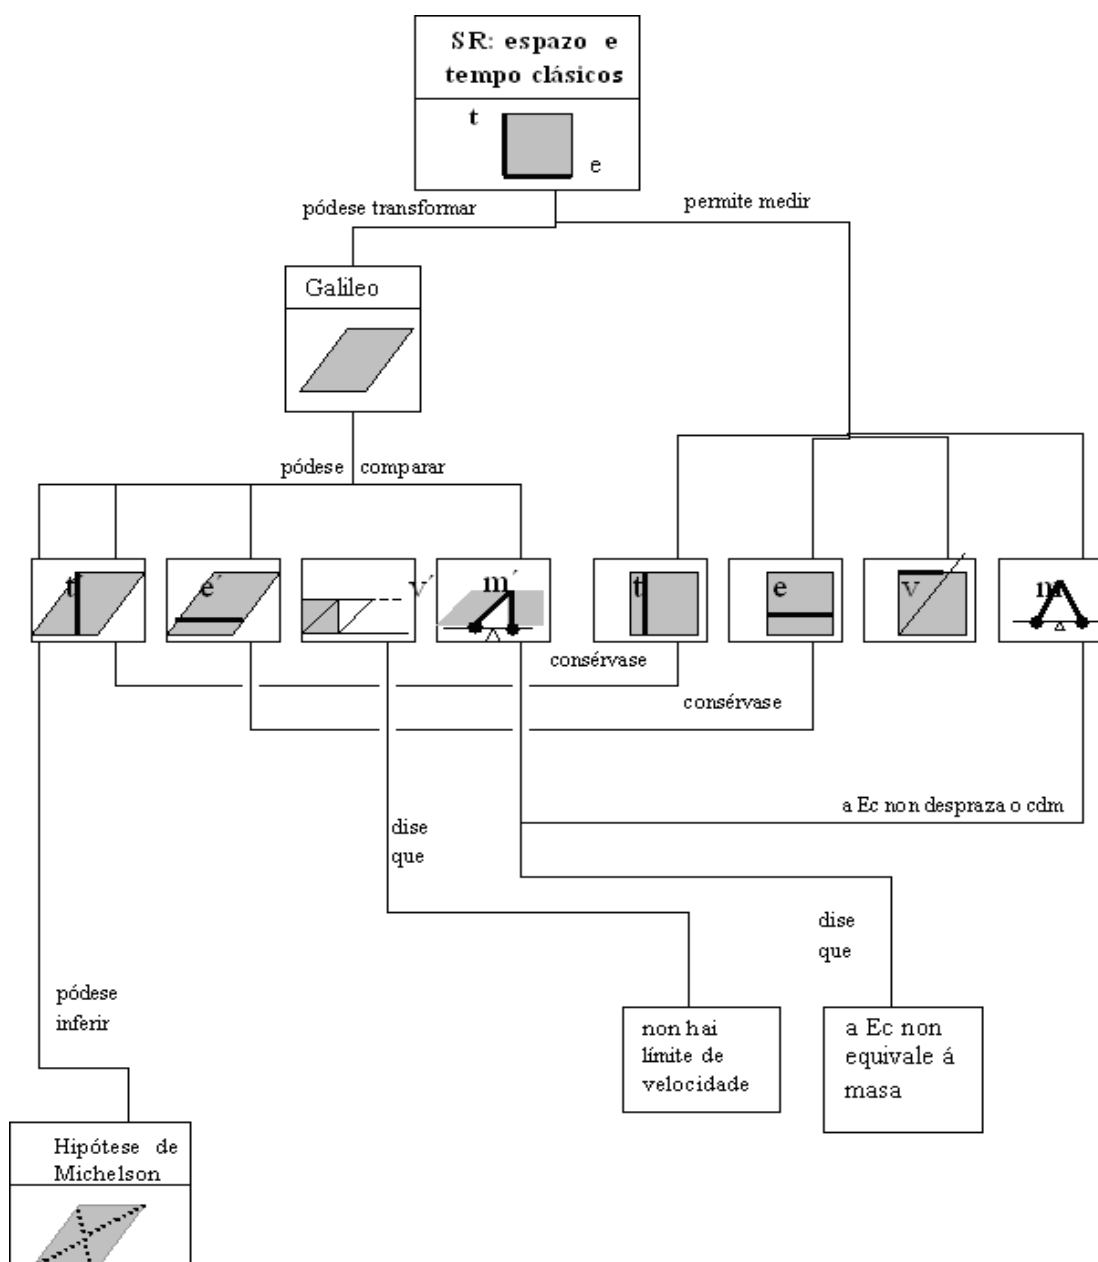 SR: espazo e
tempo clásicos
t
e
pódese transformar
permite medir
Galileo
pódese comparar
t´
e´
v´
m´
t
e
v
m
consérvase
consérvase
a Ec non despraza o cdm
dise
que
dise
que
pódese
inferir
non hai
límite de
velocidade
a Ec non
equivale á
masa
Hipótese de
Michelson